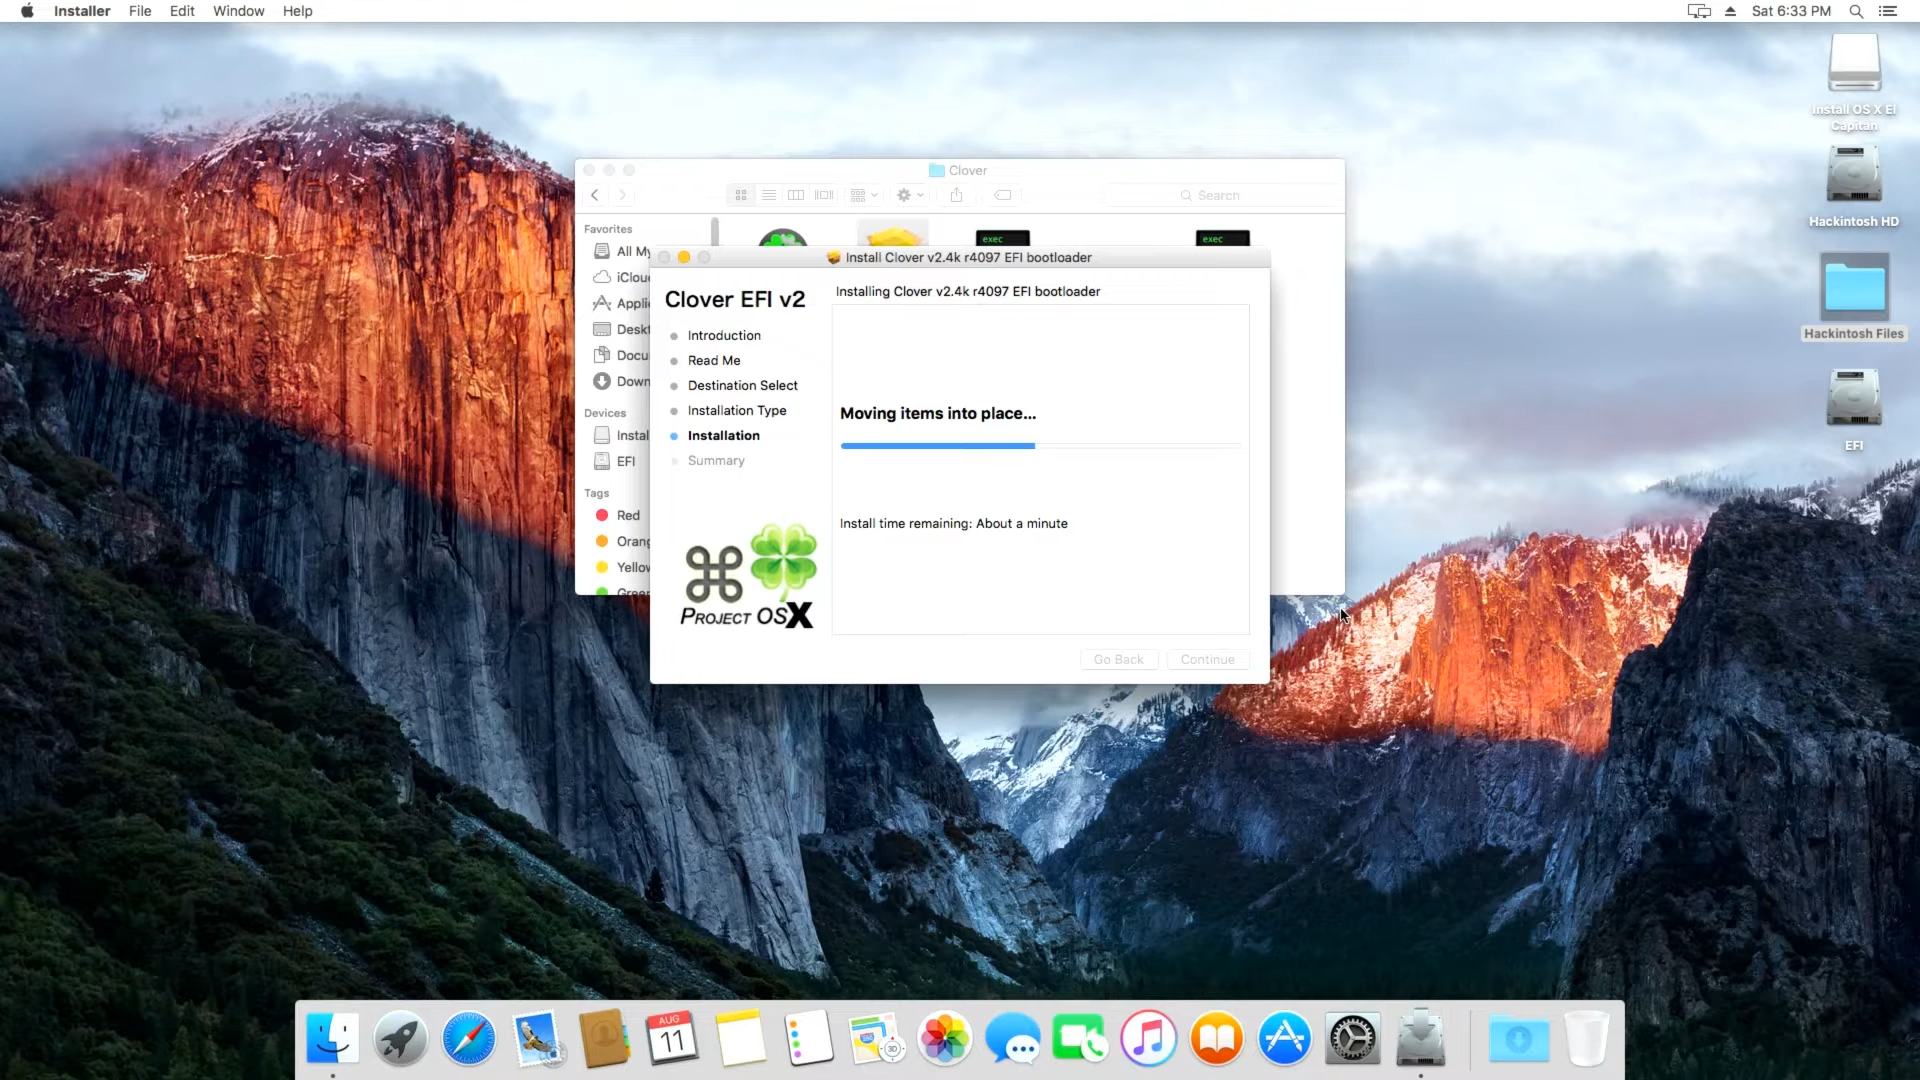 Installer File Edit Window Help
Sat 6:33 PM
Install OS X El
Capitan
Hackintosh HD
Hackintosh Files
EFI
Clover
Search
Favorites
All My
iClou
Appli
Deskt
Docu
Down
Devices
Instal
EFI
Tags
Red
Orang
Yellow
Green
exec
exec
Install Clover v2.4k r4097 EFI bootloader
Clover EFI v2
Installing Clover v2.4k r4097 EFI bootloader
Introduction
Read Me
Destination Select
Installation Type
Installation
Summary
Moving items into place...
Install time remaining: About a minute
PROJECT OSX
Go Back
Continue
AUG
11
3D